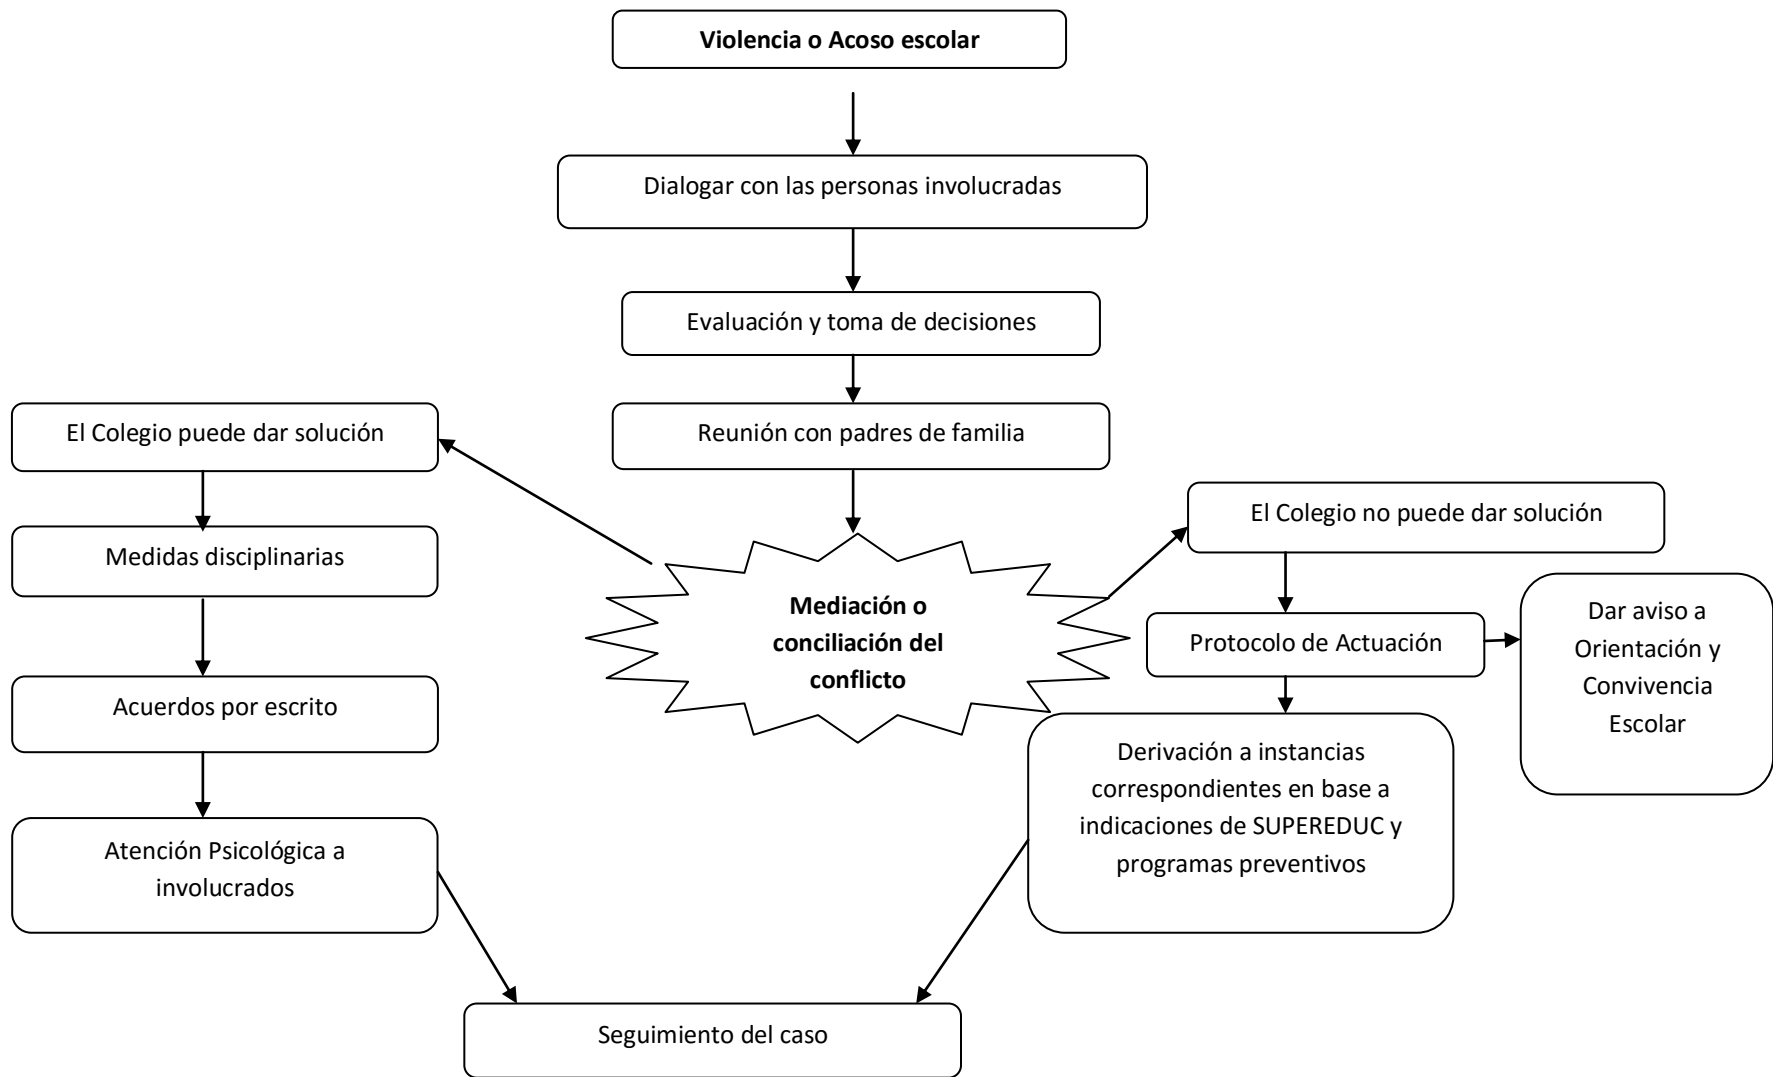 Violencia o Acoso escolar
Dialogar con las personas involucradas
Evaluación y toma de decisiones
Reunión con padres de familia
El Colegio puede dar solución
Medidas disciplinarias
Acuerdos por escrito
Atención Psicológica a
involucrados
Mediación o
conciliación del
conflicto
El Colegio no puede dar solución
Protocolo de Actuación
Dar aviso a
Orientación y
Convivencia
Escolar
Derivación a instancias
correspondientes en base a
indicaciones de SUPEREDUC y
programas preventivos
Seguimiento del caso